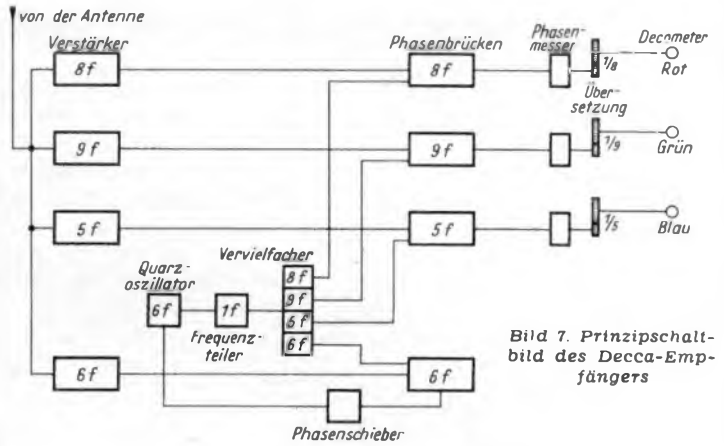 von der Antenne
Verstärker
Phasenbrücken
Phasen-
messer
Decometer
8f
8f
1/8
Rot
Über-
setzung
9f
9f
1/9
Grün
5f
5f
1/5
Blau
Vervielfacher
Quarz-
oszillator
8f
9f
6f
6f
6f
1f
Frequenz-
teiler
6f
6f
Phasenschieber
Bild 7. Prinzipschalt-
bild des Decca-Emp-
fängers